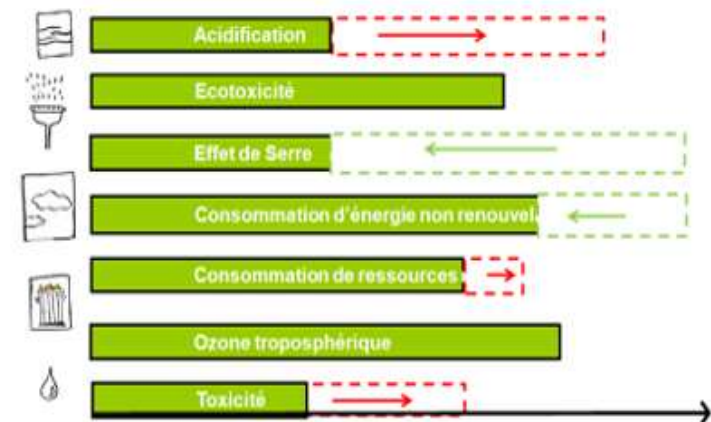 Acidification
Ecotoxicité
Effet de Serre
Consommation d'énergie non renouvel
Consommation de ressources
Ozone troposphérique
Toxicité